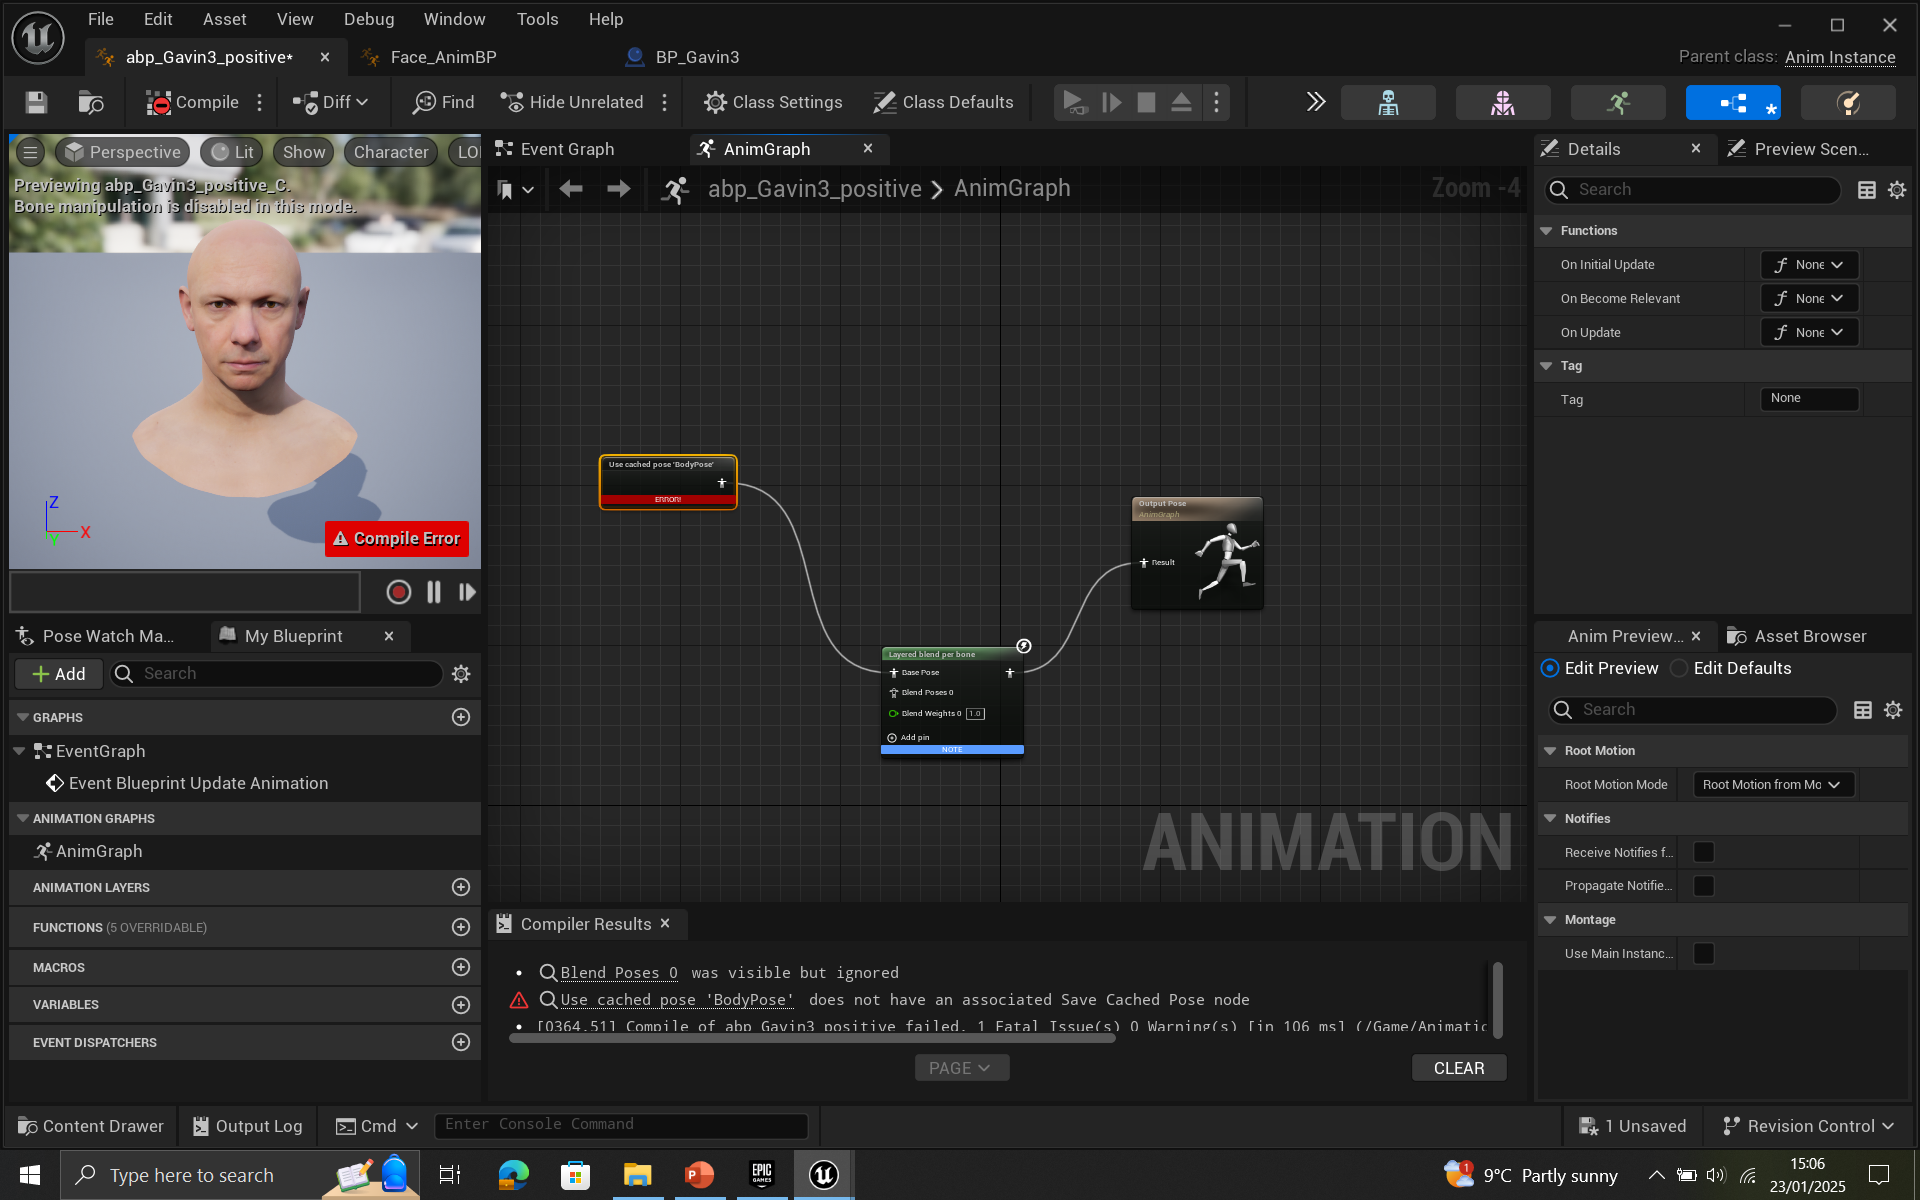 File Edit Asset View Debug Window Tools Help
abp_Gavin3_positive*
Face_AnimBP
BP_Gavin3
Parent class: Anim Instance
Compile
Diff
Find
Hide Unrelated
Class Settings
Class Defaults
Perspective
Lit
Show
Character
LO
Previewing abp_Gavin3_positive_C.
Bone manipulation is disabled in this mode.
Z
X
Y
Compile Error
Event Graph
AnimGraph
abp_Gavin3_positive > AnimGraph
Zoom -4
Use cached pose 'BodyPose'
ERROR!
Output Pose
AnimGraph
Result
Layered blend per bone
Base Pose
Blend Poses 0
Blend Weights 0 1.0
Add pin
NOTE
ANIMATION
Pose Watch Ma...
My Blueprint
Add
Search
GRAPHS
EventGraph
Event Blueprint Update Animation
ANIMATION GRAPHS
AnimGraph
ANIMATION LAYERS
FUNCTIONS (5 OVERRIDABLE)
MACROS
VARIABLES
EVENT DISPATCHERS
Compiler Results
Blend Poses 0 was visible but ignored
Use cached pose 'BodyPose' does not have an associated Save Cached Pose node
[0364.51] Compile of abp_Gavin3_positive failed. 1 Fatal Issue(s) 0 Warning(s) [in 106 ms] (/Game/Animatic
PAGE
CLEAR
Details
Preview Scen...
Search
Functions
On Initial Update None
On Become Relevant None
On Update None
Tag
Tag None
Anim Preview...
Asset Browser
Edit Preview
Edit Defaults
Search
Root Motion
Root Motion Mode Root Motion from Mo
Notifies
Receive Notifies f...
Propagate Notifie...
Montage
Use Main Instanc...
Content Drawer
Output Log
Cmd
Enter Console Command
1 Unsaved
Revision Control
Type here to search
P
EPIC GAMES
1
9°C Partly sunny
15:06
23/01/2025